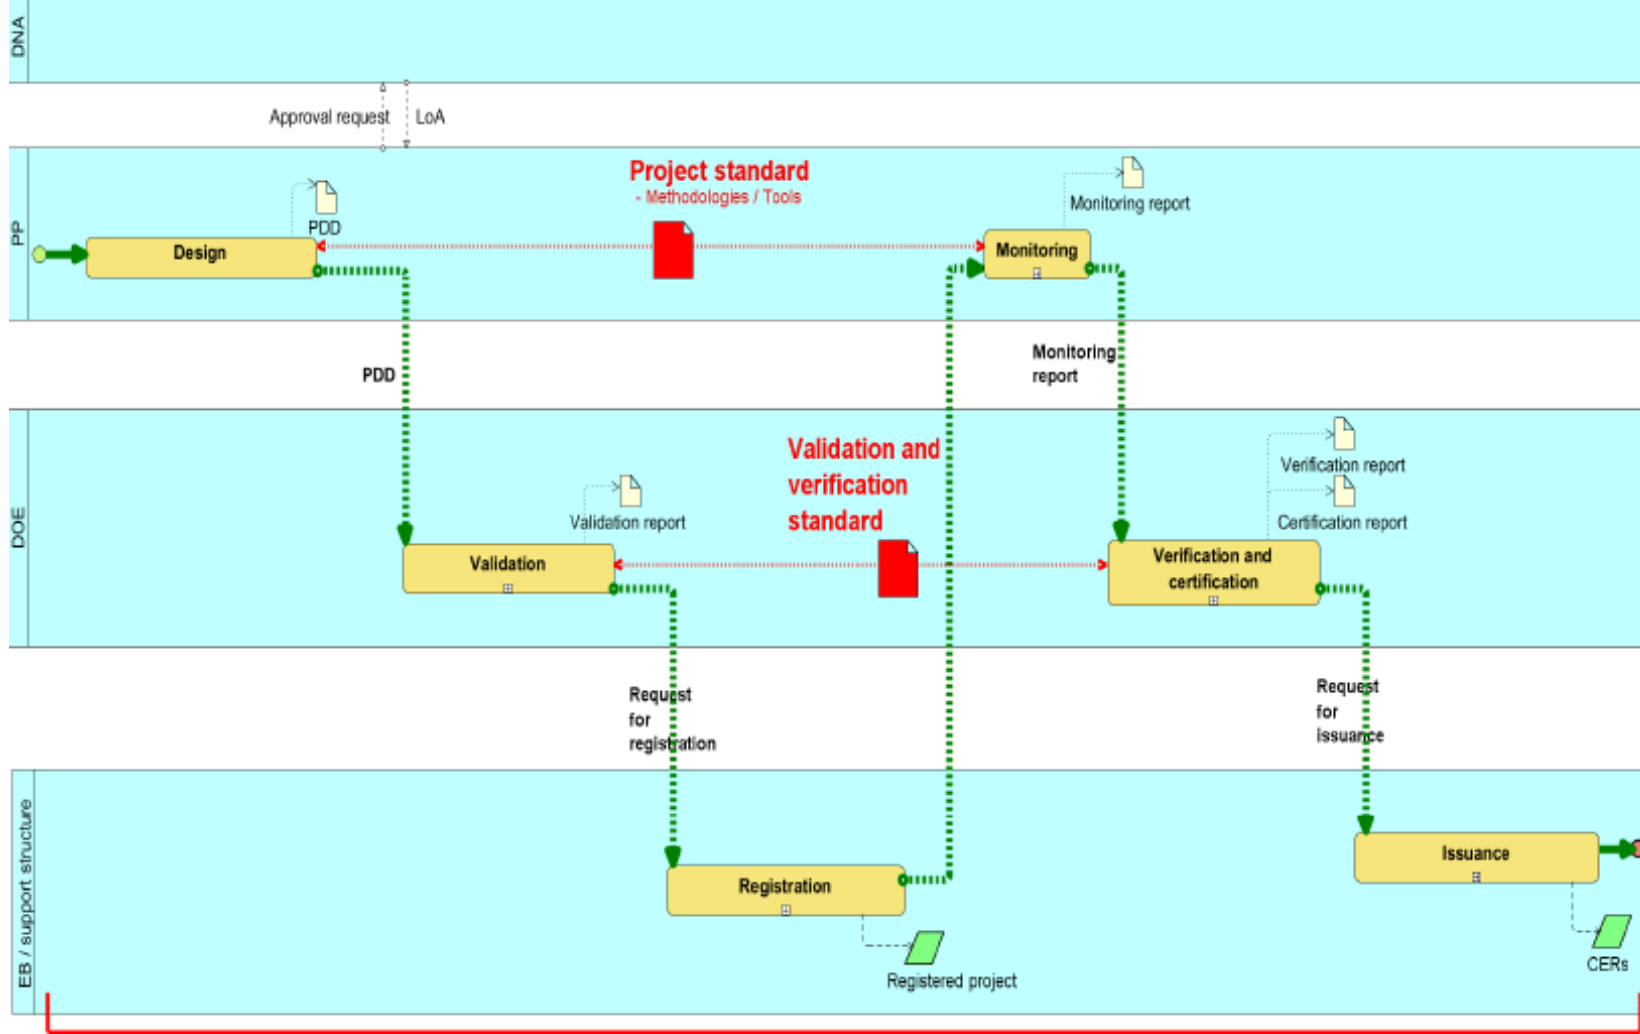 DNA
Approval request
LoA
PP
Project standard
- Methodologies / Tools
PDD
Design
Monitoring report
Monitoring
PDD
Monitoring
report
DOE
Validation and
verification
standard
Validation report
Validation
Verification report
Certification report
Verification and
certification
Request
for
registration
Request
for
issuance
EB / support structure
Registration
Registered project
Issuance
CERs